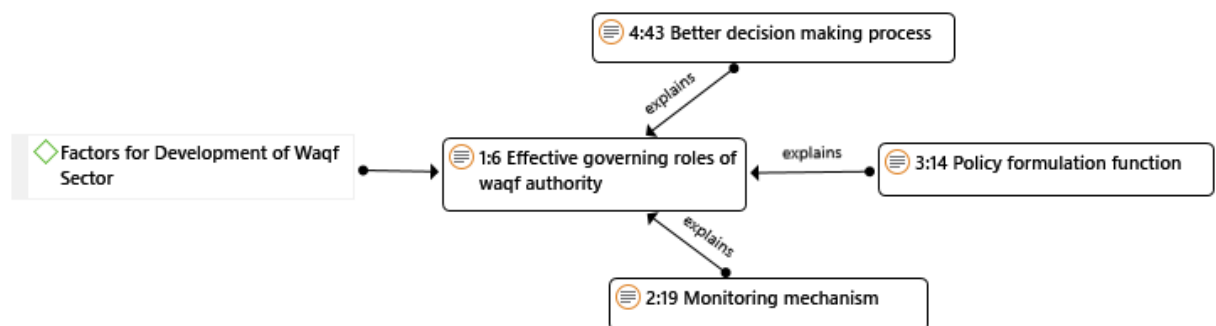 4:43 Better decision making process
explains
Factors for Development of Waqf
Sector
1:6 Effective governing roles of
waqf authority
explains
3:14 Policy formulation function
explains
2:19 Monitoring mechanism